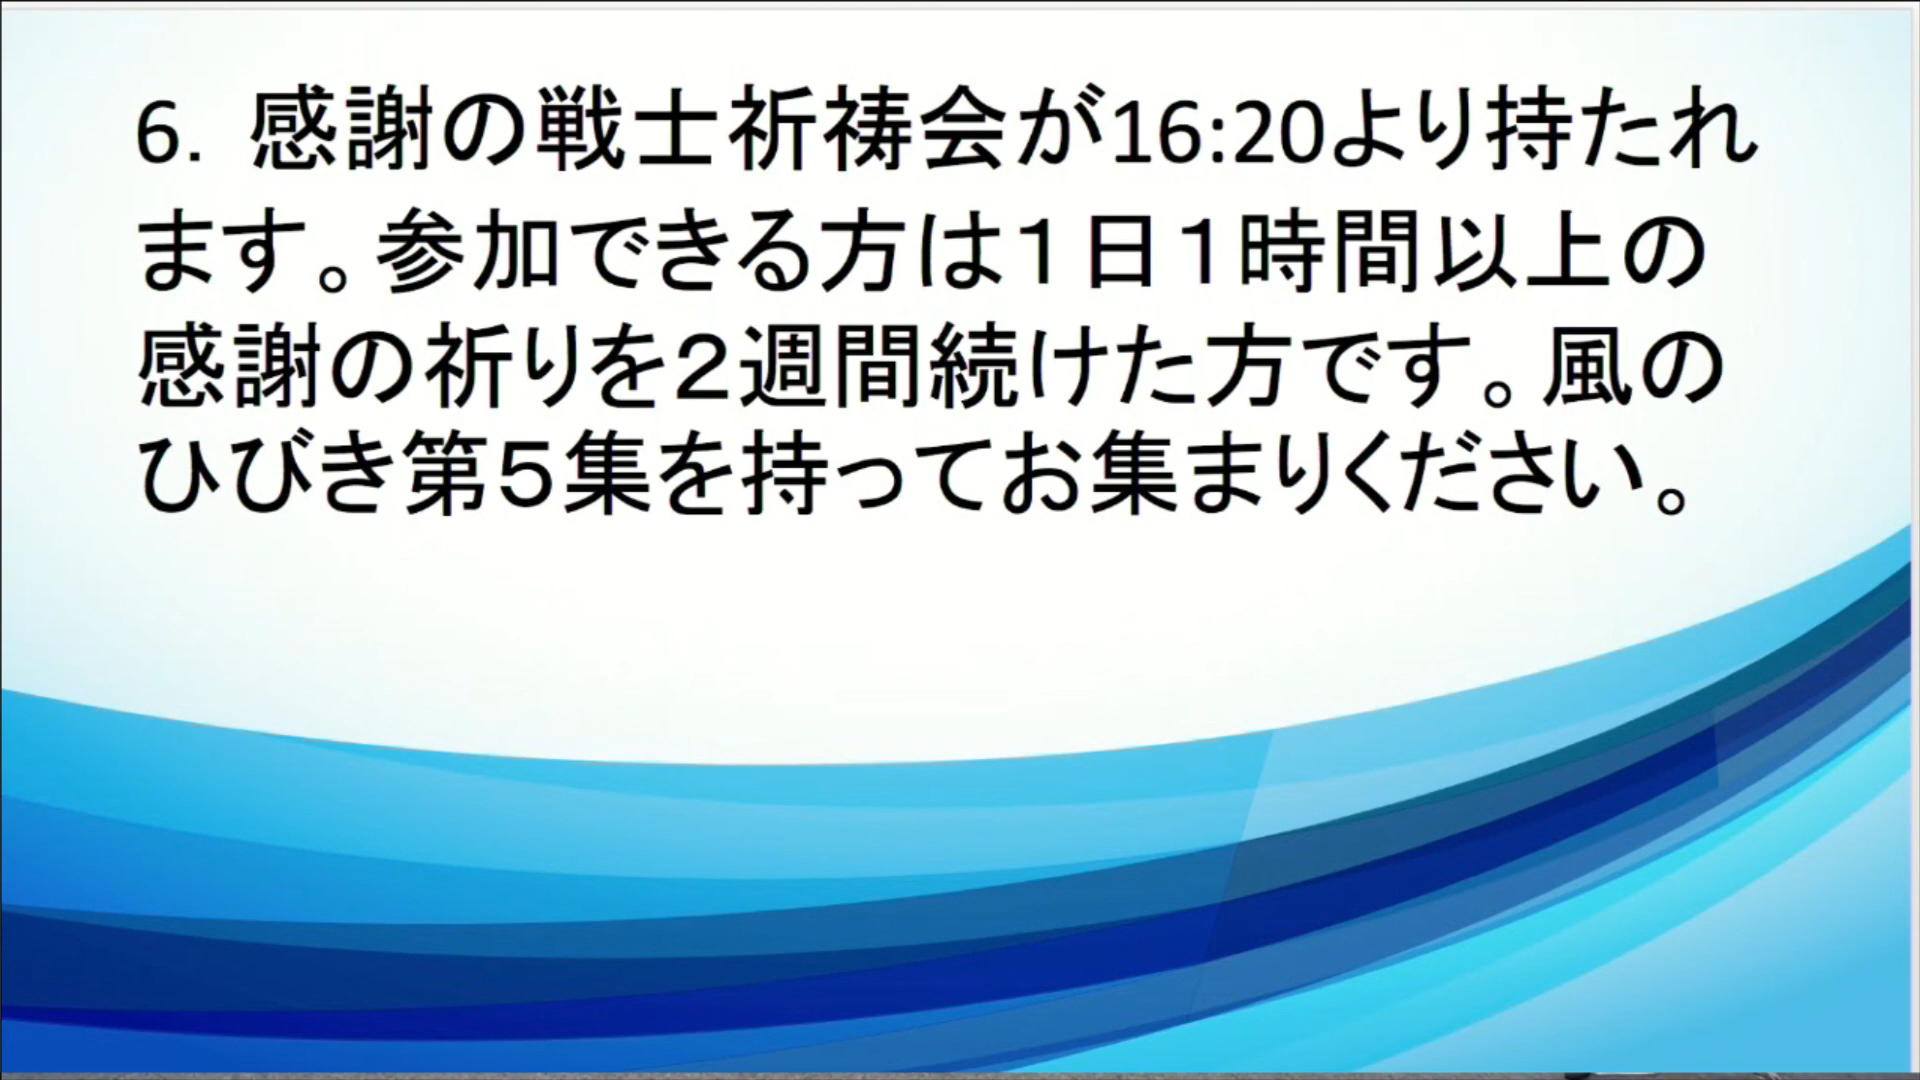 6. 感謝の戦士祈祷会が16:20より持たれ
ます。参加できる方は１日１時間以上の
感謝の祈りを２週間続けた方です。風の
ひびき第５集を持ってお集まりください。